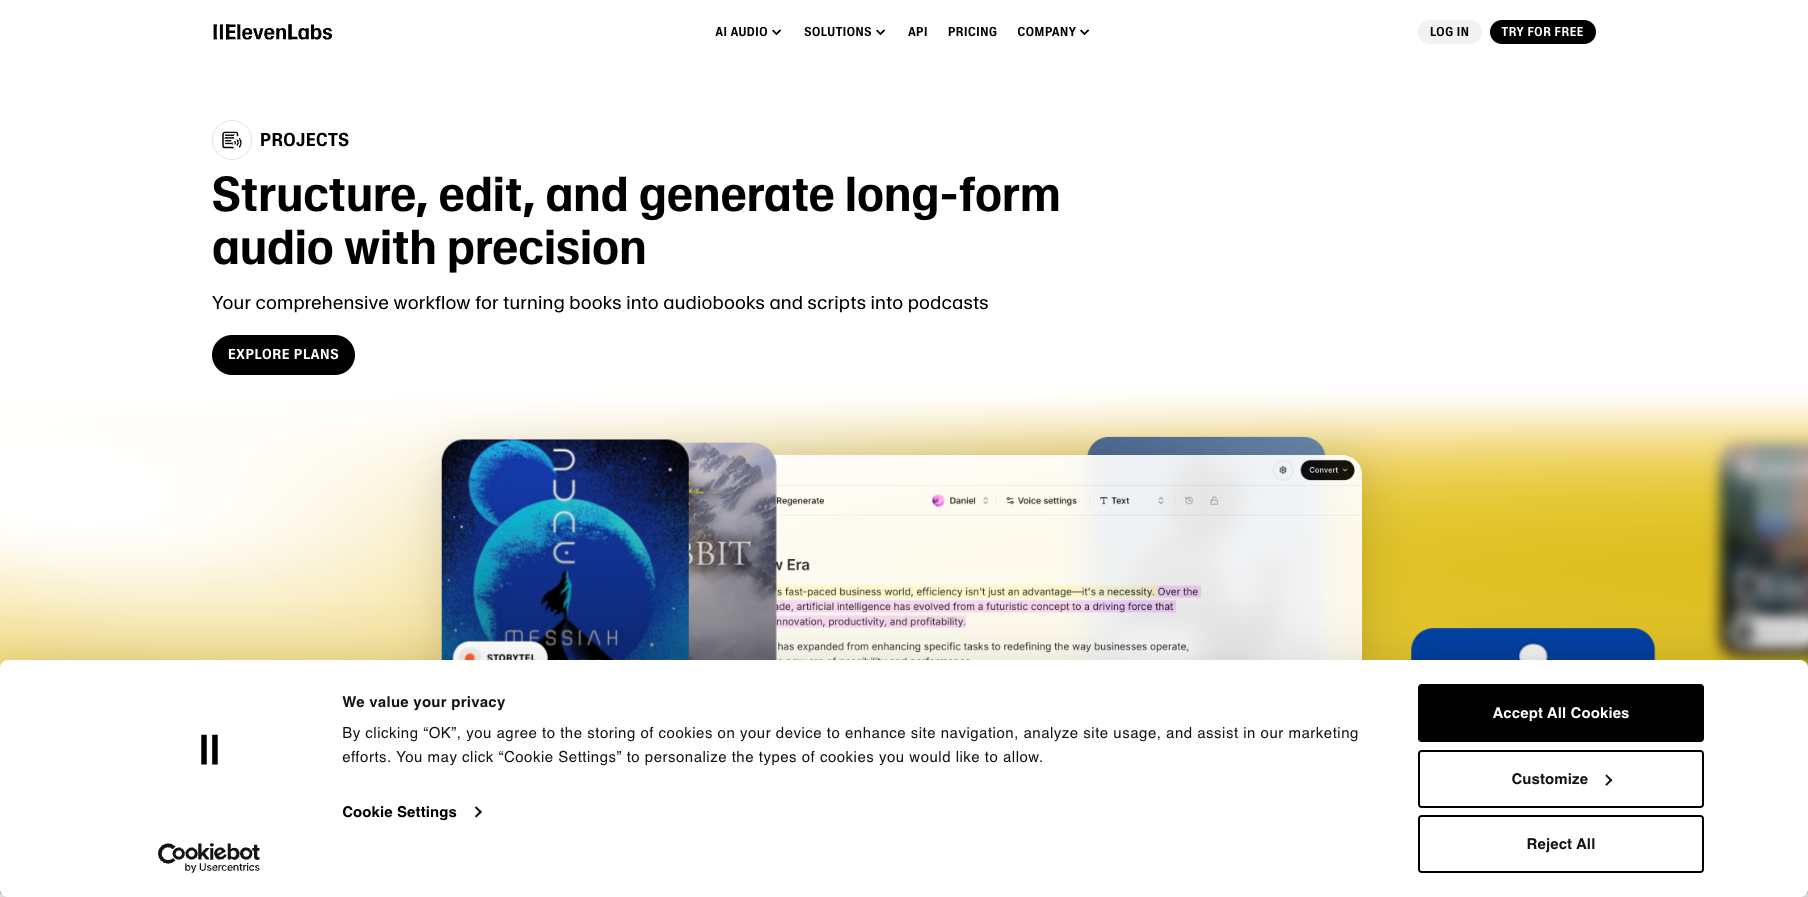 IIElevenLabs
AI AUDIO
SOLUTIONS
API
PRICING
COMPANY
LOG IN
TRY FOR FREE
PROJECTS
Structure, edit, and generate long-form
audio with precision
Your comprehensive workflow for turning books into audiobooks and scripts into podcasts
EXPLORE PLANS
DUNE
MESSIAH
STORYTEL
BBIT
Convert
Regenerate
Daniel
Voice settings
Text
w Era
s fast-paced business world, efficiency isn't just an advantage—it's a necessity. Over the
ade, artificial intelligence has evolved from a futuristic concept to a driving force that
nnovation, productivity, and profitability.
has expanded from enhancing specific tasks to redefining the way businesses operate,
We value your privacy
By clicking “OK”, you agree to the storing of cookies on your device to enhance site navigation, analyze site usage, and assist in our marketing
efforts. You may click “Cookie Settings” to personalize the types of cookies you would like to allow.
Cookie Settings
Cookiebot
by Usercentrics
Accept All Cookies
Customize
Reject All